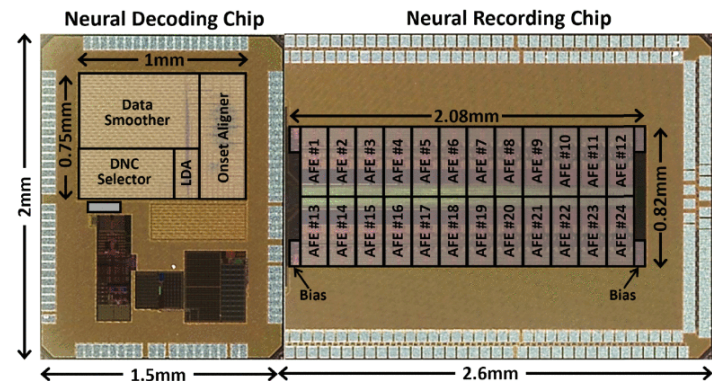 Neural Decoding Chip
Neural Recording Chip
1mm
0.75mm
Data
Smoother
Onset Aligner
DNC
Selector
LDA
2mm
1.5mm
2.08mm
AFE #1
AFE #2
AFE #3
AFE #4
AFE #5
AFE #6
AFE #7
AFE #8
AFE #9
AFE #10
AFE #11
AFE #12
AFE #13
AFE #14
AFE #15
AFE #16
AFE #17
AFE #18
AFE #19
AFE #20
AFE #21
AFE #22
AFE #23
AFE #24
0.82mm
Bias
Bias
2.6mm